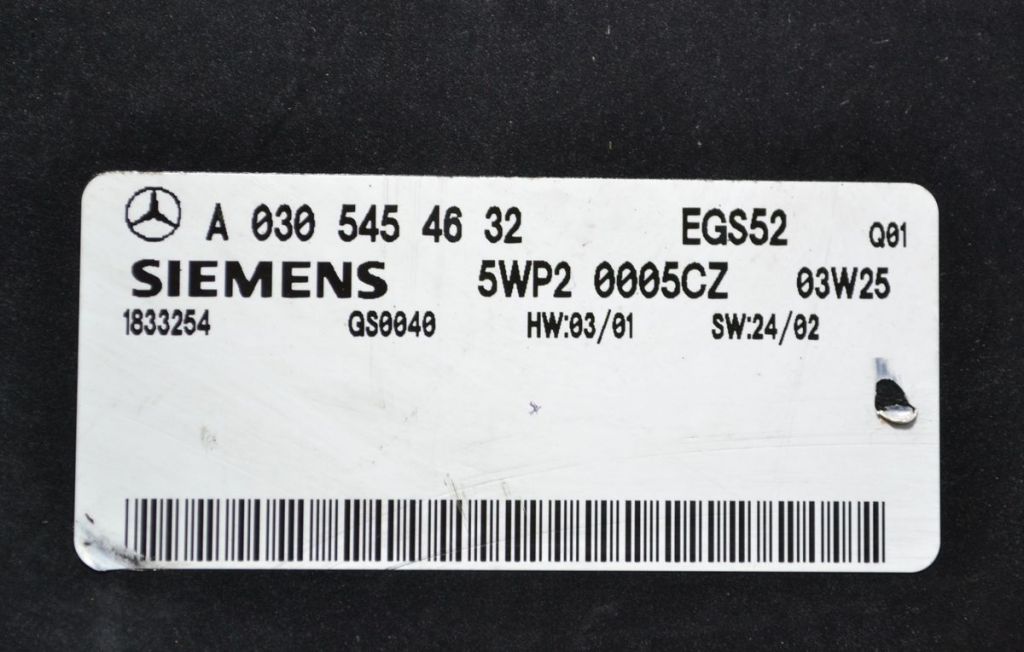 A 030 545 46 32 EGS52 Q01
SIEMENS 5WP2 0005CZ 03W25
1833254 QS0040 HW:03/01 SW:24/02